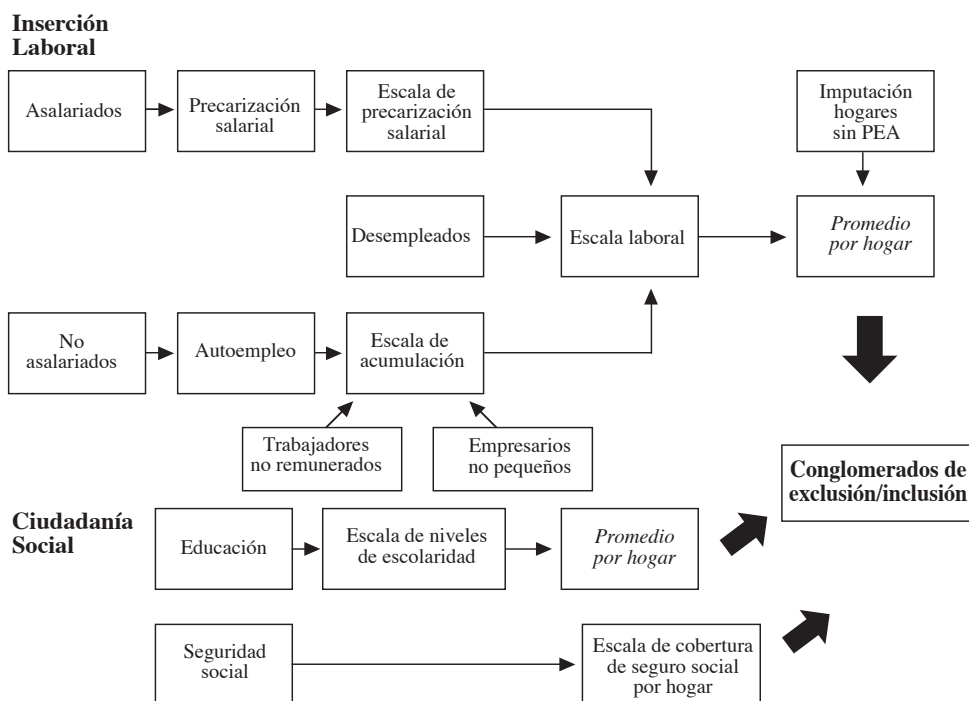 Inserción
Laboral
Asalariados
Precarización
salarial
Escala de
precarización
salarial
Imputación
hogares
sin PEA
Desempleados
Escala laboral
Promedio
por hogar
No
asalariados
Autoempleo
Escala de
acumulación
Trabajadores
no remunerados
Empresarios
no pequeños
Conglomerados de
exclusión/inclusión
Ciudadanía
Social
Educación
Escala de niveles
de escolaridad
Promedio
por hogar
Seguridad
social
Escala de cobertura
de seguro social
por hogar